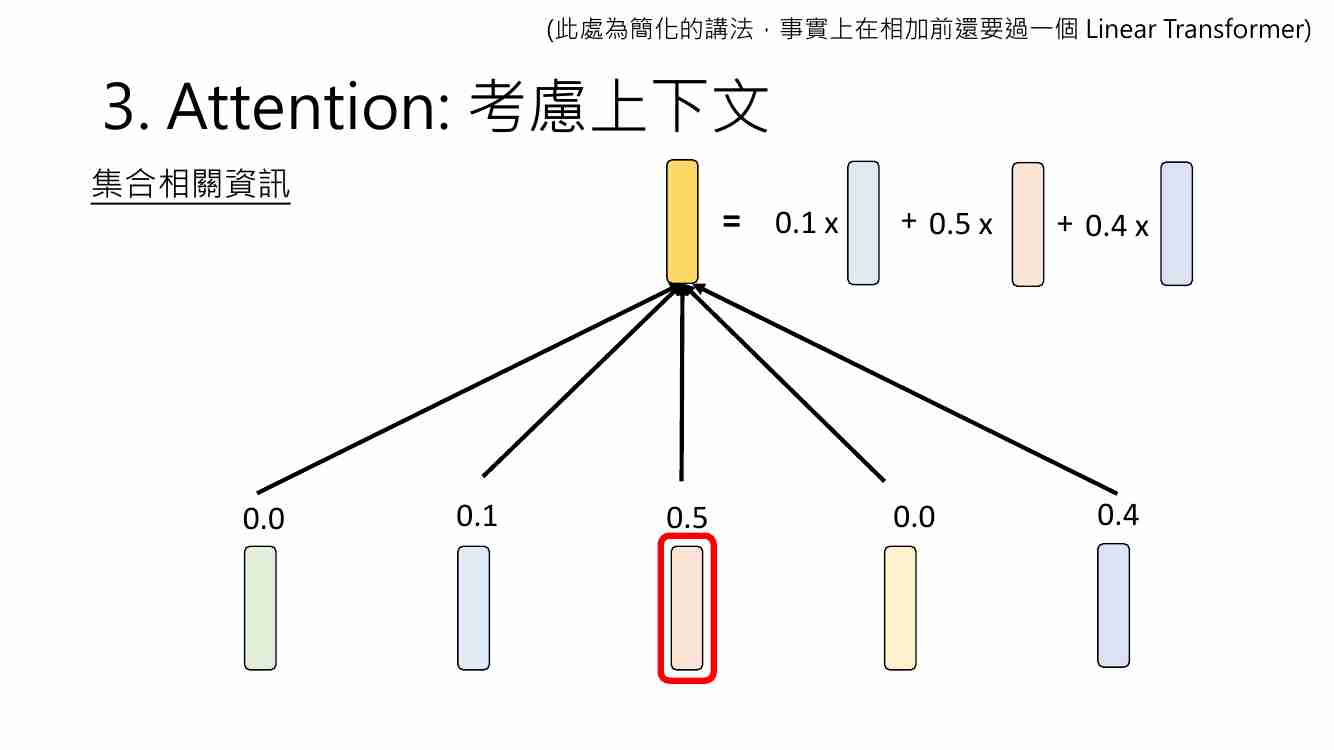 (此處為簡化的講法，事實上在相加前還要過一個 Linear Transformer)
3. Attention: 考慮上下文
集合相關資訊
= 0.1 x + 0.5 x + 0.4 x
0.0 0.1 0.5 0.0 0.4